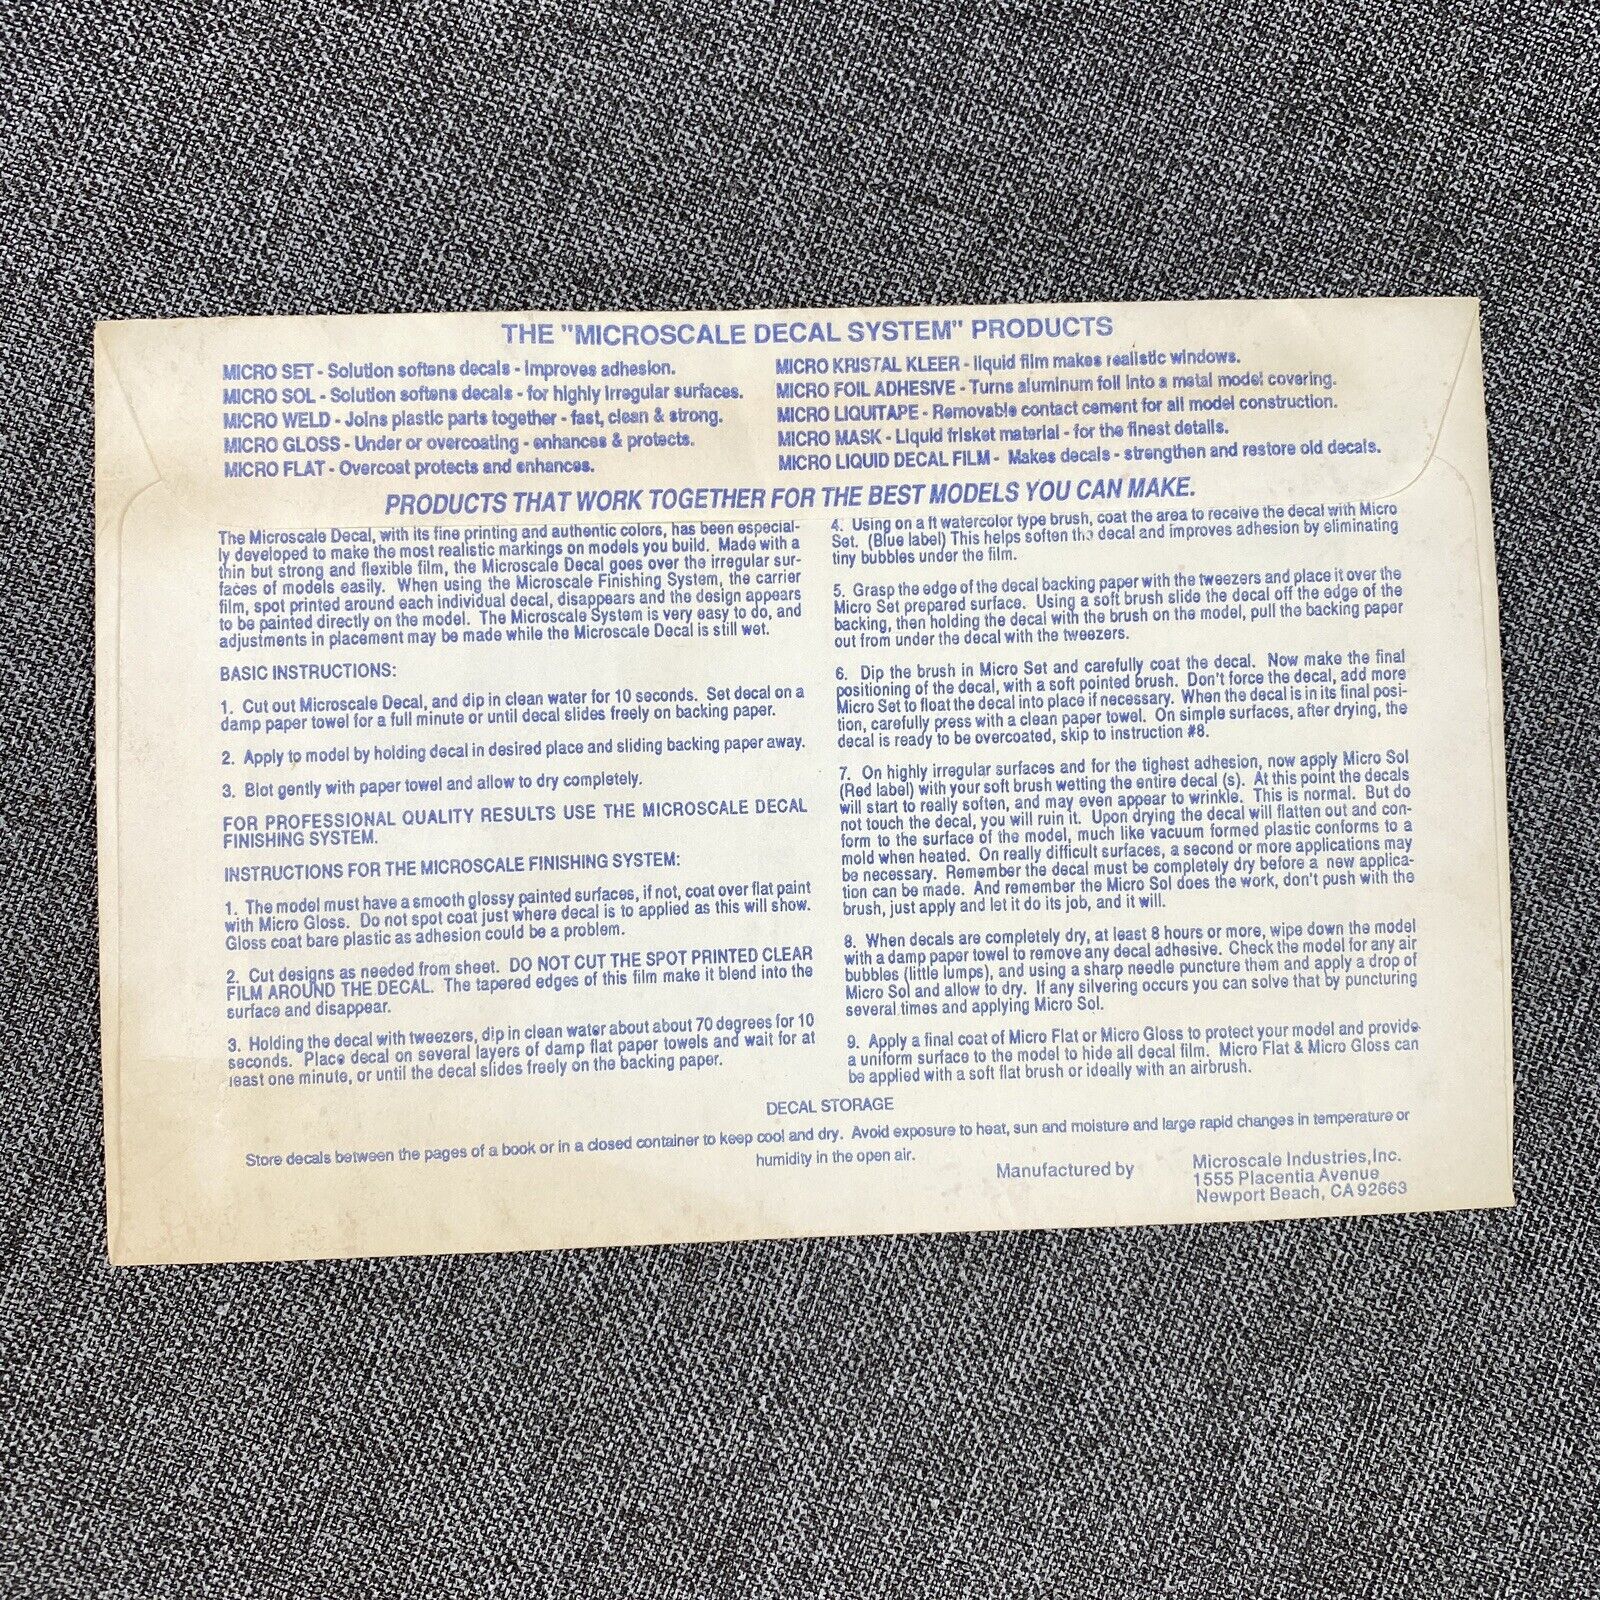 THE "MICROSCALE DECAL SYSTEM" PRODUCTS
MICRO SET - Solution softens decals - improves adhesion.
MICRO SOL - Solution softens decals - for highly irregular surfaces.
MICRO WELD - Joins plastic parts together - fast, clean & strong.
MICRO GLOSS - Under or overcoating - enhances & protects.
MICRO FLAT - Overcoat protects and enhances.
MICRO KRISTAL KLEER - liquid film makes realistic windows.
MICRO FOIL ADHESIVE - Turns aluminum foil into a metal model covering.
MICRO LIQUITAPE - Removable contact cement for all model construction.
MICRO MASK - Liquid frisket material - for the finest details.
MICRO LIQUID DECAL FILM - Makes decals - strengthen and restore old decals.
PRODUCTS THAT WORK TOGETHER FOR THE BEST MODELS YOU CAN MAKE.
The Microscale Decal, with its fine printing and authentic colors, has been especial-
ly developed to make the most realistic markings on models you build. Made with a
thin but strong and flexible film, the Microscale Decal goes over the irregular sur-
faces of models easily. When using the Microscale Finishing System, the carrier
film, spot printed around each individual decal, disappears and the design appears
to be painted directly on the model. The Microscale System is very easy to do, and
adjustments in placement may be made while the Microscale Decal is still wet.
BASIC INSTRUCTIONS:
1. Cut out Microscale Decal, and dip in clean water for 10 seconds. Set decal on a
damp paper towel for a full minute or until decal slides freely on backing paper.
2. Apply to model by holding decal in desired place and sliding backing paper away.
3. Blot gently with paper towel and allow to dry completely.
FOR PROFESSIONAL QUALITY RESULTS USE THE MICROSCALE DECAL
FINISHING SYSTEM.
INSTRUCTIONS FOR THE MICROSCALE FINISHING SYSTEM:
1. The model must have a smooth glossy painted surfaces, if not, coat over flat paint
with Micro Gloss. Do not spot coat just where decal is to applied as this will show.
Gloss coat bare plastic as adhesion could be a problem.
2. Cut designs as needed from sheet. DO NOT CUT THE SPOT PRINTED CLEAR
FILM AROUND THE DECAL. The tapered edges of this film make it blend into the
surface and disappear.
3. Holding the decal with tweezers, dip in clean water about about 70 degrees for 10
seconds. Place decal on several layers of damp flat paper towels and wait for at
least one minute, or until the decal slides freely on the backing paper.
4. Using on a ft watercolor type brush, coat the area to receive the decal with Micro
Set. (Blue label) This helps soften the decal and improves adhesion by eliminating
tiny bubbles under the film.
5. Grasp the edge of the decal backing paper with the tweezers and place it over the
Micro Set prepared surface. Using a soft brush slide the decal off the edge of the
backing, then holding the decal with the brush on the model, pull the backing paper
out from under the decal with the tweezers.
6. Dip the brush in Micro Set and carefully coat the decal. Now make the final
positioning of the decal, with a soft pointed brush. Don't force the decal, add more
Micro Set to float the decal into place if necessary. When the decal is in its final posi-
tion, carefully press with a clean paper towel. On simple surfaces, after drying, the
decal is ready to be overcoated, skip to instruction #8.
7. On highly irregular surfaces and for the tighest adhesion, now apply Micro Sol
(Red label) with your soft brush wetting the entire decal (s). At this point the decals
will start to really soften, and may even appear to wrinkle. This is normal. But do
not touch the decal, you will ruin it. Upon drying the decal will flatten out and con-
form to the surface of the model, much like vacuum formed plastic conforms to a
mold when heated. On really difficult surfaces, a second or more applications may
be necessary. Remember the decal must be completely dry before a new applica-
tion can be made. And remember the Micro Sol does the work, don't push with the
brush, just apply and let it do its job, and it will.
8. When decals are completely dry, at least 8 hours or more, wipe down the model
with a damp paper towel to remove any decal adhesive. Check the model for any air
bubbles (little lumps), and using a sharp needle puncture them and apply a drop of
Micro Sol and allow to dry. If any silvering occurs you can solve that by puncturing
several times and applying Micro Sol.
9. Apply a final coat of Micro Flat or Micro Gloss to protect your model and provide
a uniform surface to the model to hide all decal film. Micro Flat & Micro Gloss can
be applied with a soft flat brush or ideally with an airbrush.
DECAL STORAGE
Store decals between the pages of a book or in a closed container to keep cool and dry. Avoid exposure to heat, sun and moisture and large rapid changes in temperature or
humidity in the open air.
Manufactured by
Microscale Industries,Inc.
1555 Placentia Avenue
Newport Beach, CA 92663